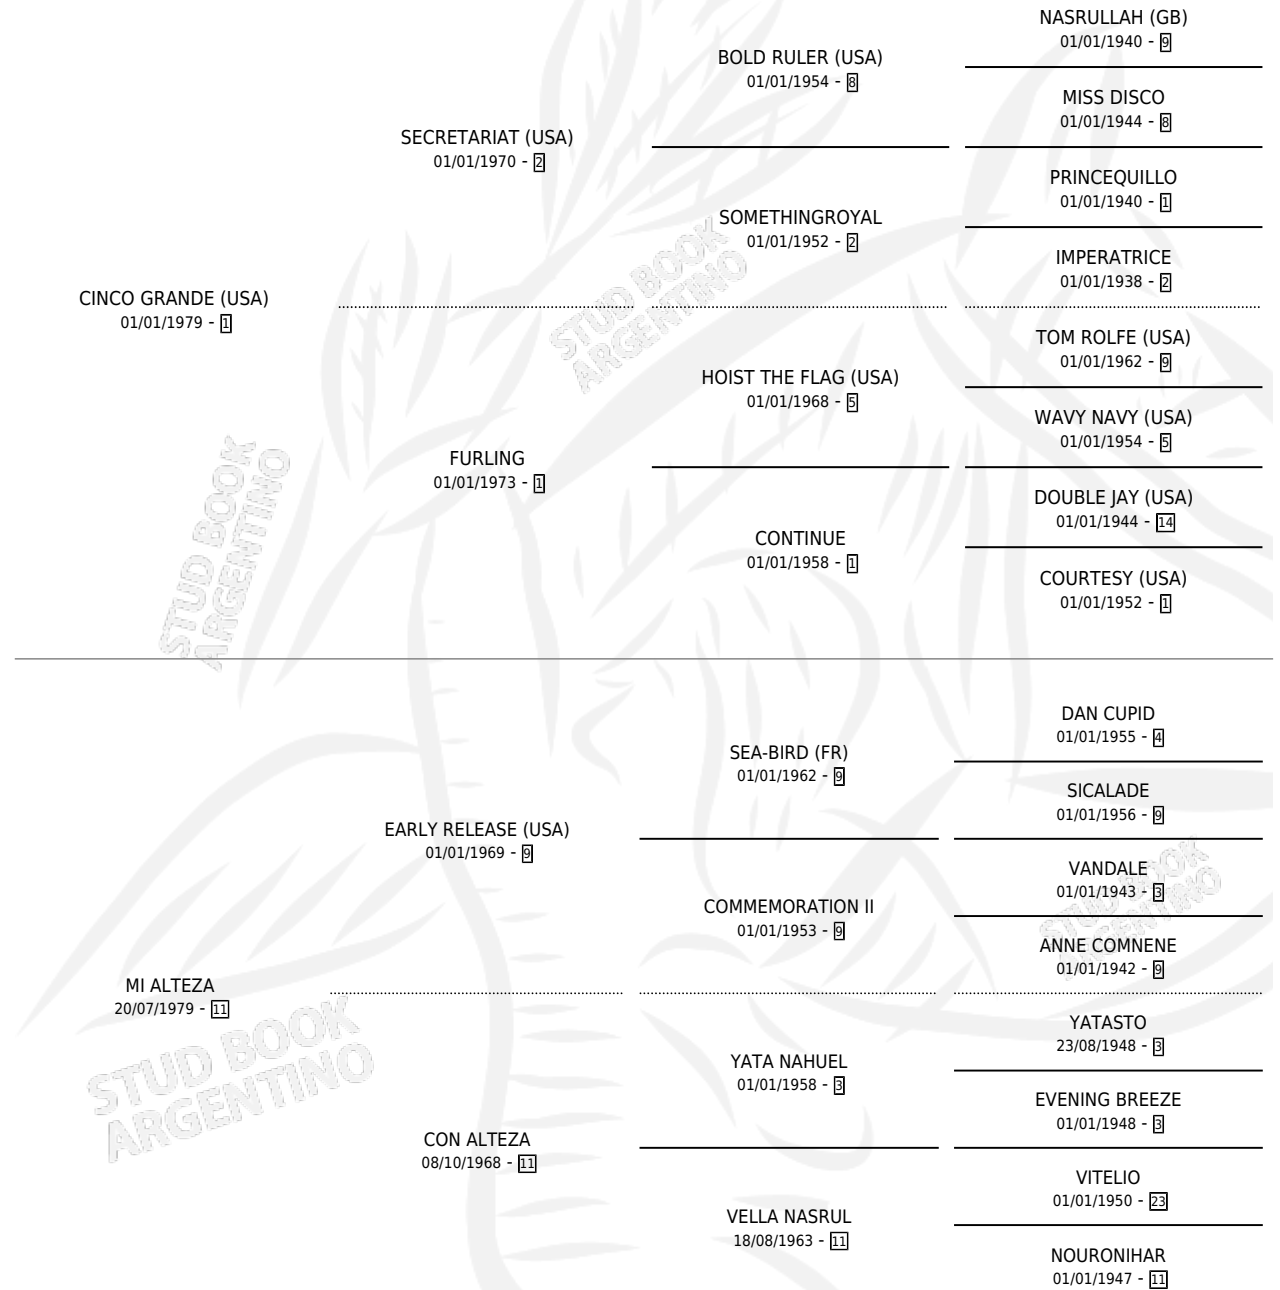 NASRULLAH (GB)
01/01/1940 - 9
BOLD RULER (USA)
01/01/1954 - 8
MISS DISCO
01/01/1944 - 8
SECRETARIAT (USA)
01/01/1970 - 2
PRINCEQUILLO
01/01/1940 - 1
SOMETHINGROYAL
01/01/1952 - 2
IMPERATRICE
01/01/1938 - 2
CINCO GRANDE (USA)
01/01/1979 - 1
TOM ROLFE (USA)
01/01/1962 - 9
HOIST THE FLAG (USA)
01/01/1968 - 5
WAVY NAVY (USA)
01/01/1954 - 5
FURLING
01/01/1973 - 1
DOUBLE JAY (USA)
01/01/1944 - 14
CONTINUE
01/01/1958 - 1
COURTESY (USA)
01/01/1952 - 1
STUD BOOK
ARGENTINO
STUD BOOK
ARGENTINO
DAN CUPID
01/01/1955 - 4
SEA-BIRD (FR)
01/01/1962 - 9
SICALADE
01/01/1956 - 9
EARLY RELEASE (USA)
01/01/1969 - 9
VANDALE
01/01/1943 - 3
COMMEMORATION II
01/01/1953 - 9
ANNE COMNENE
01/01/1942 - 9
MI ALTEZA
20/07/1979 - 11
YATASTO
23/08/1948 - 3
YATA NAHUEL
01/01/1958 - 3
EVENING BREEZE
01/01/1948 - 3
CON ALTEZA
08/10/1968 - 11
VITELIO
01/01/1950 - 23
VELLA NASRUL
18/08/1963 - 11
NOURONIHAR
01/01/1947 - 11
STUD BOOK
ARGENTINO
STUD BOOK
ARGENTINO